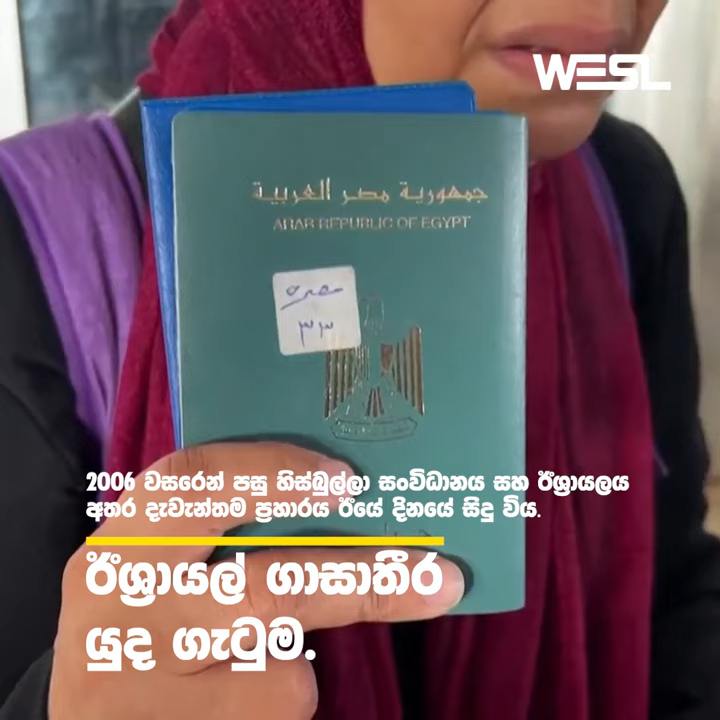 WESL
جمهورية مصر العربية
ARAB REPUBLIC OF EGYPT
٣٣
2006 වසරෙන් පසු හිස්බුල්ලා සංවිධානය සහ ඊශ්‍රායලය
අතර දැවැන්තම ප්‍රහාරය ඊයේ දිනයේ සිදු විය.
ඊශ්‍රායල් ගාසාතීර
යුද ගැටුම.